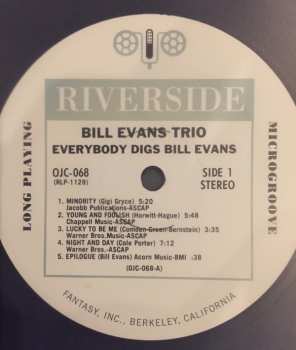 RIVERSIDE
BILL EVANS TRIO
EVERYBODY DIGS BILL EVANS
LONG PLAYING
MICROGROOVE
OJC-068
(RLP-1129)
SIDE 1
STEREO
1. MINORITY (Gigi Gryce) 5:20
Jacobb Publications-ASCAP
2. YOUNG AND FOOLISH (Horwitt-Hague) 5:48
Chappell Music-ASCAP
3. LUCKY TO BE ME (Comden-Green-Bernstein) 3:35
Warner Bros.Music-ASCAP
4. NIGHT AND DAY (Cole Porter) 7:12
Warner Bros.-ASCAP
5. EPILOGUE (Bill Evans) Acorn Music-BMI :38
(OJC-068-A)
FANTASY, INC., BERKELEY, CALIFORNIA